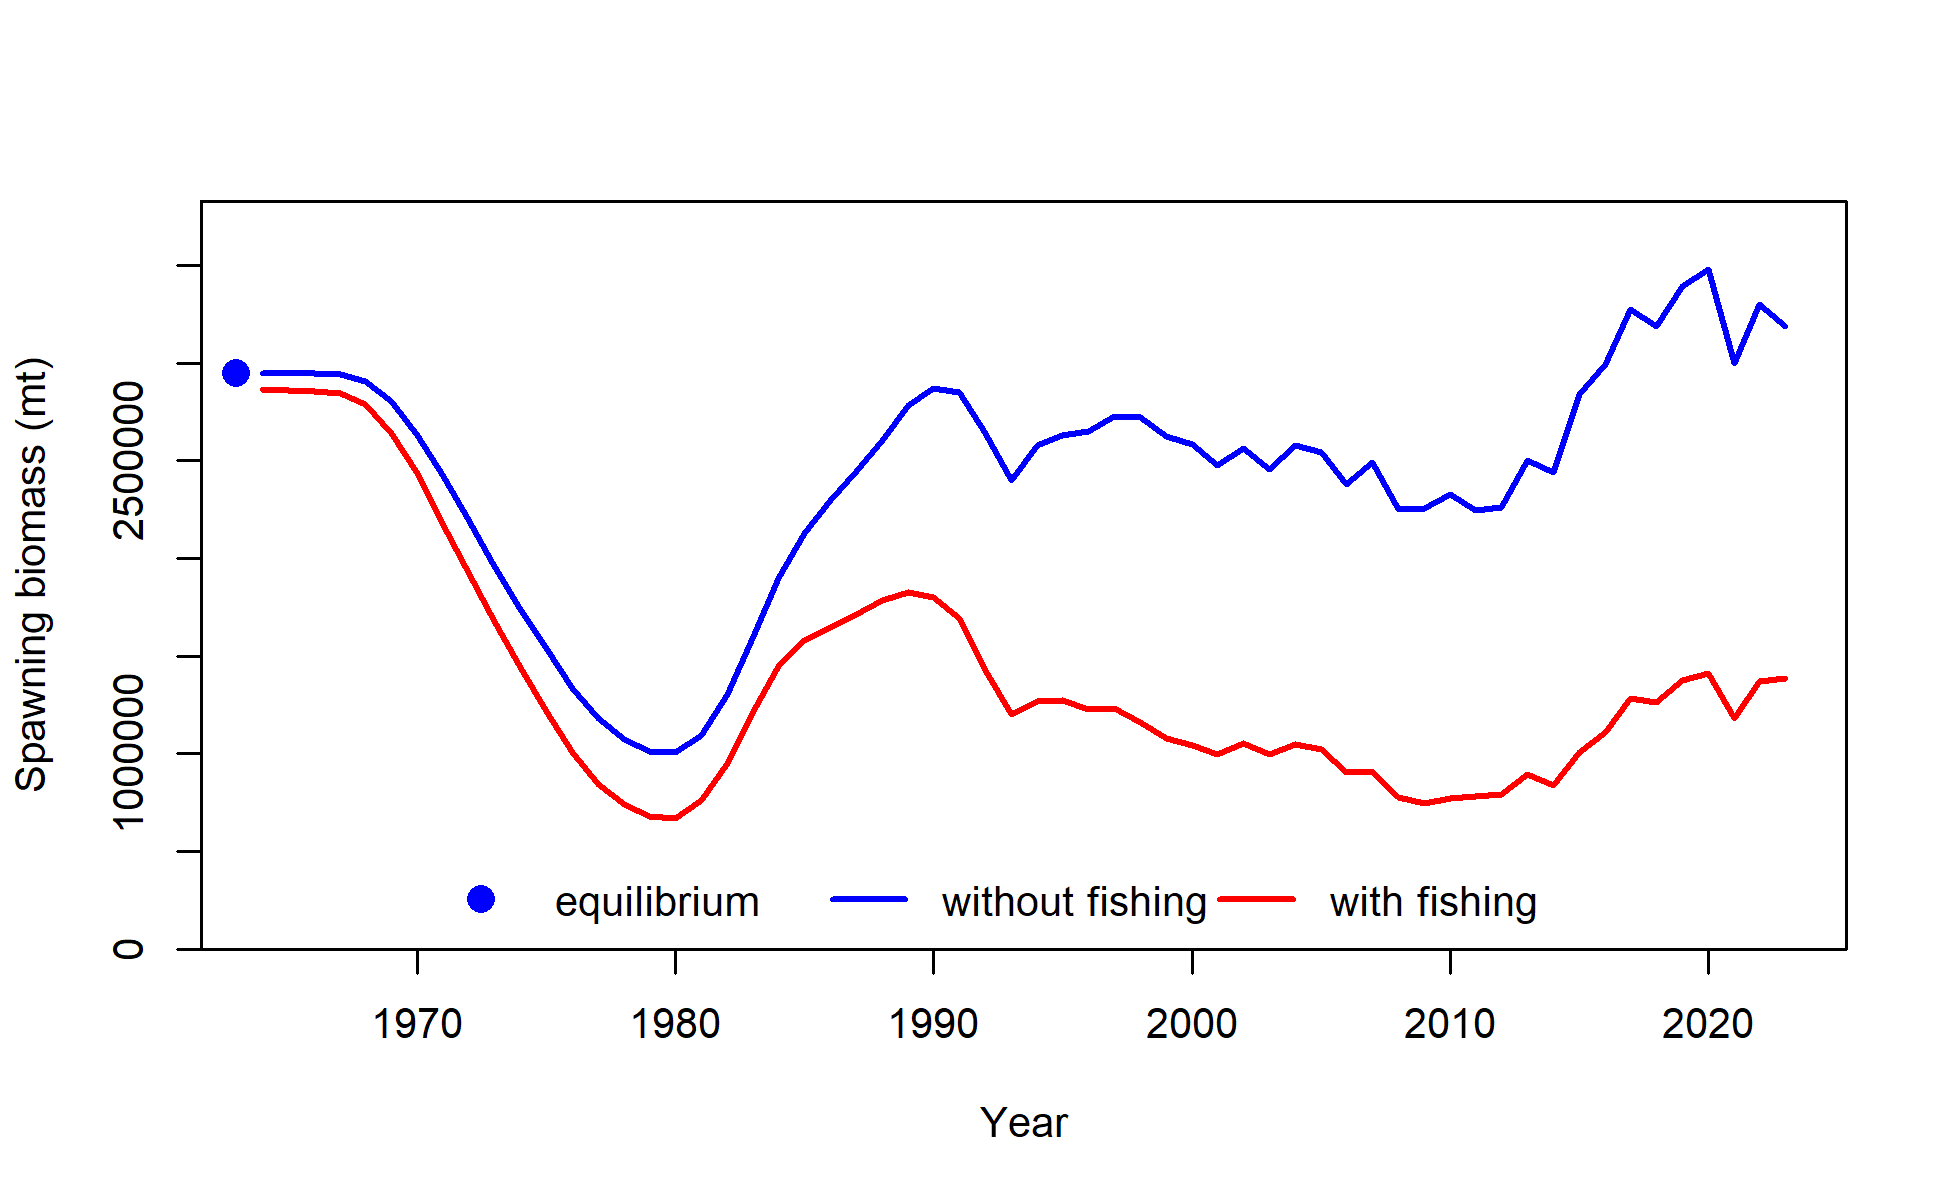 Spawning biomass (mt)
2500000
1000000
0
equilibrium without fishing with fishing
1970 1980 1990 2000 2010 2020
Year